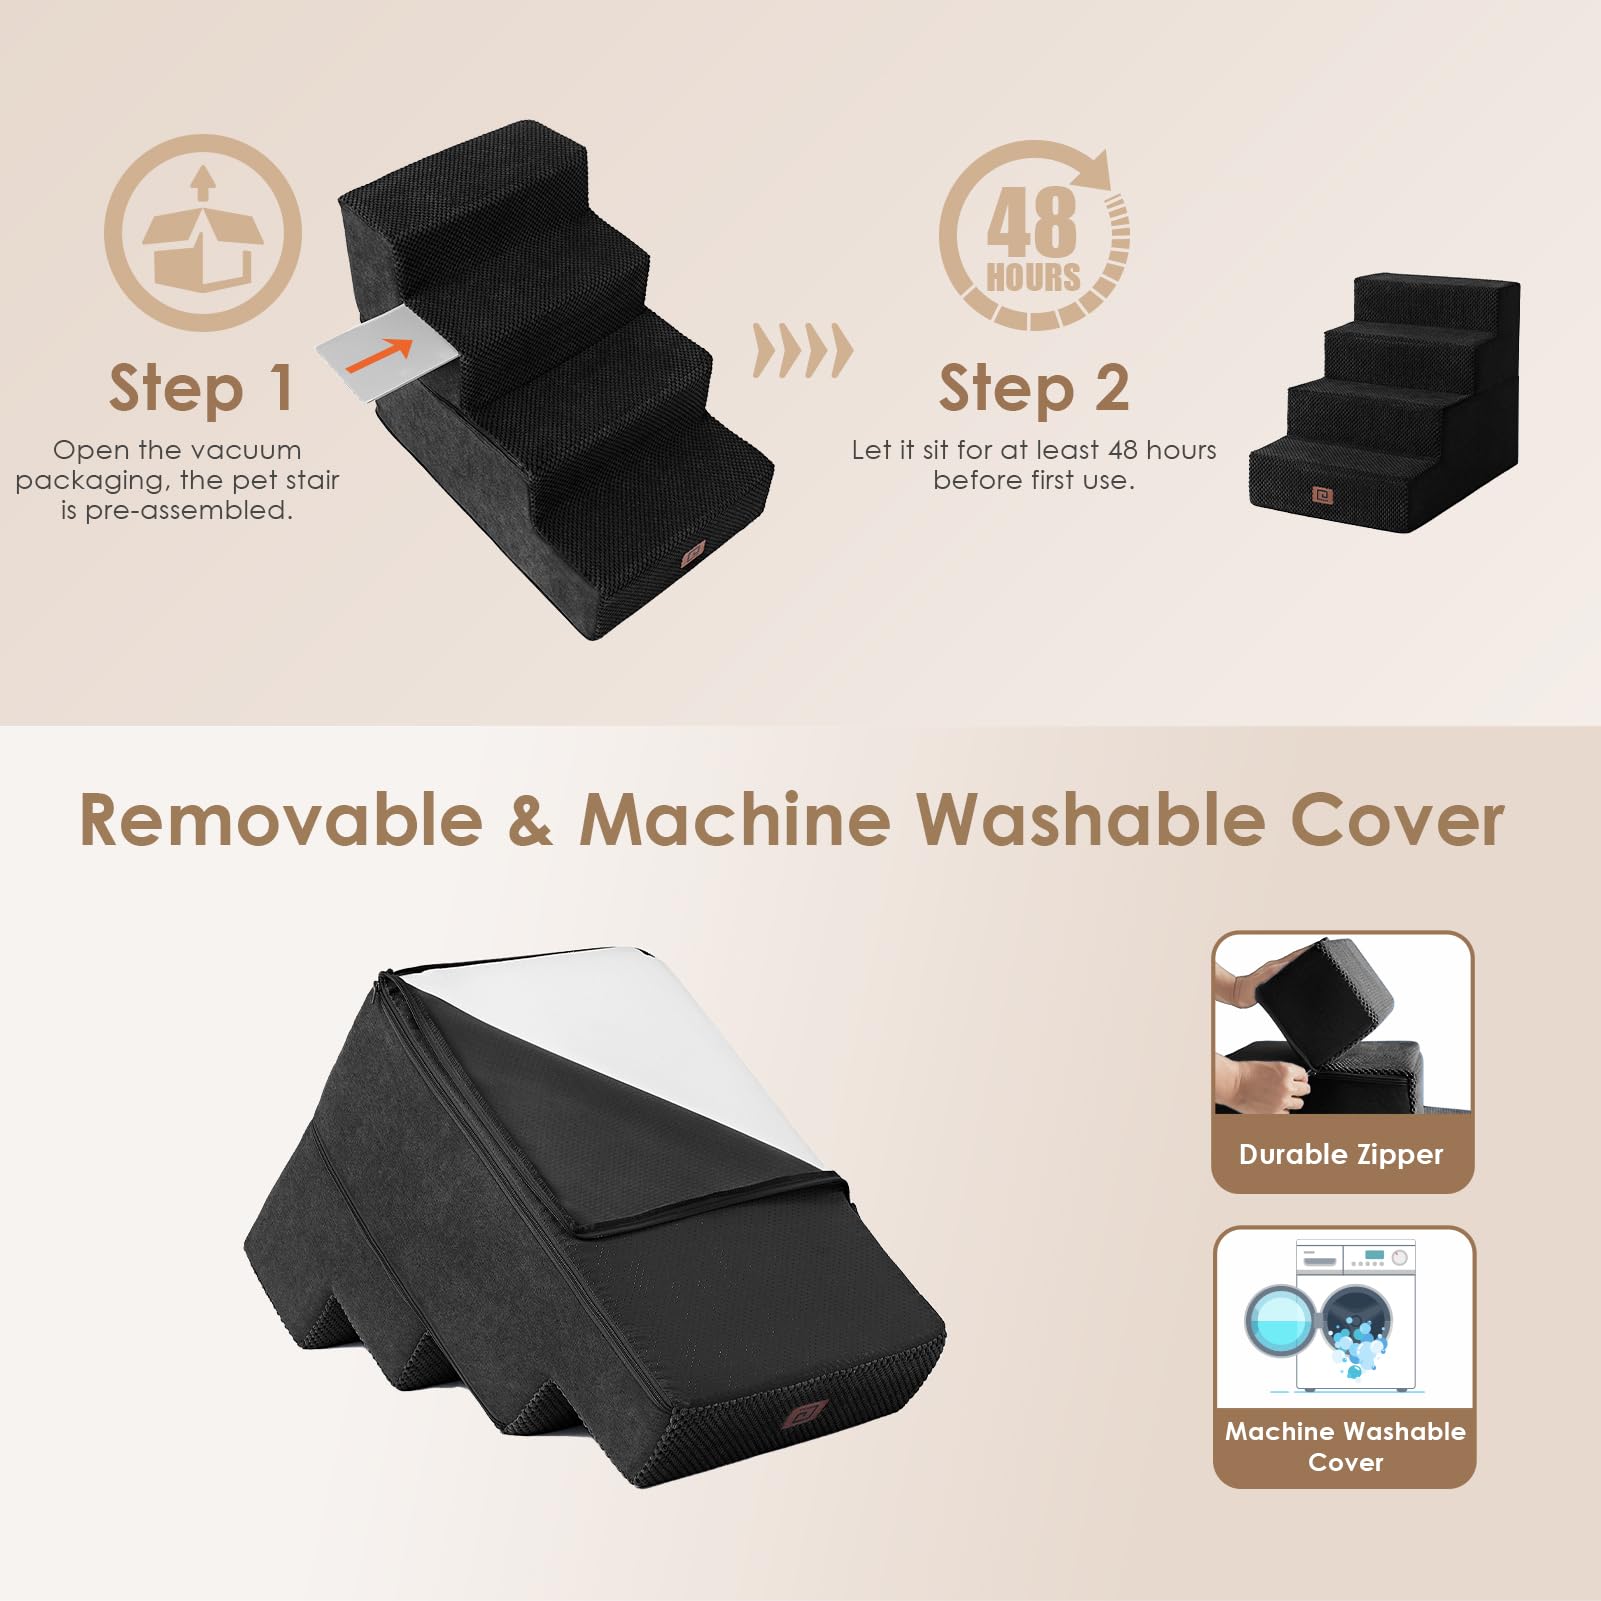 Step 1
Open the vacuum
packaging, the pet stair
is pre-assembled.
48
HOURS
Step 2
Let it sit for at least 48 hours
before first use.
Removable & Machine Washable Cover
Durable Zipper
Machine Washable
Cover